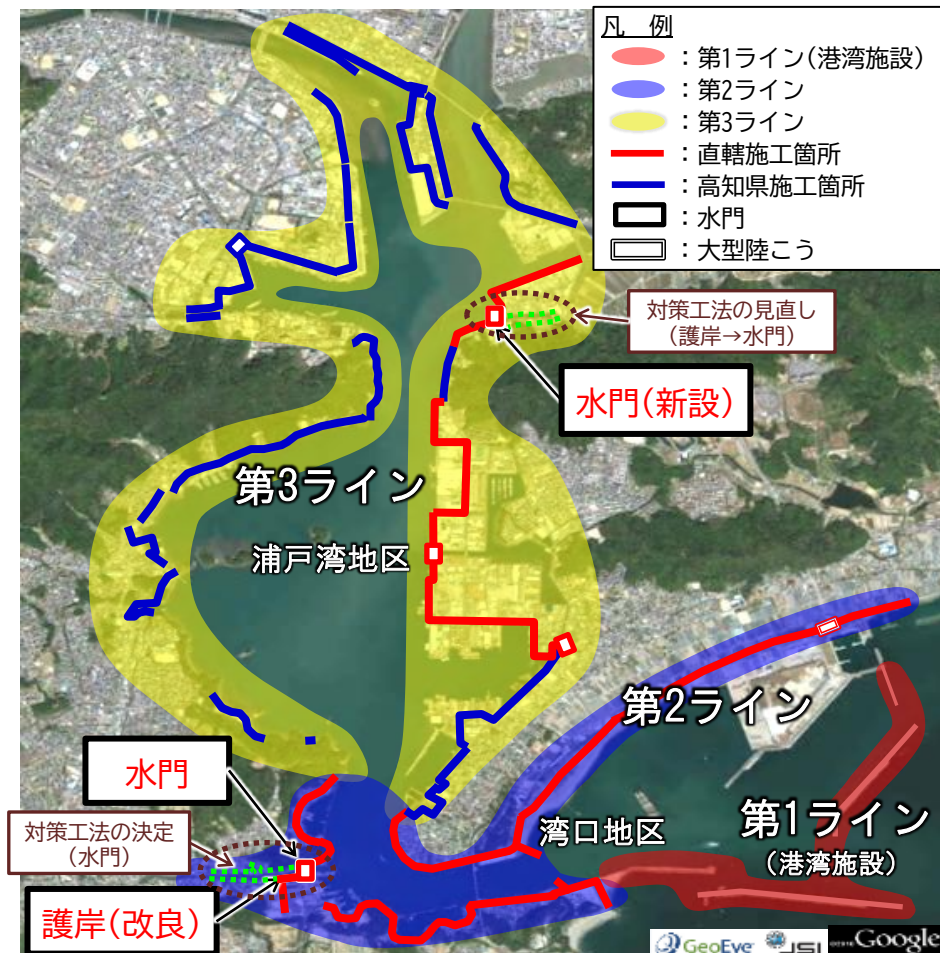 凡 例
：第1ライン(港湾施設)
：第2ライン
：第3ライン
：直轄施工箇所
：高知県施工箇所
：水門
：大型陸こう
対策工法の見直し
(護岸→水門)
水門(新設)
第3ライン
浦戸湾地区
第2ライン
水門
対策工法の決定
(水門)
護岸(改良)
湾口地区
第1ライン
(港湾施設)
GeoEye
JSI
Google